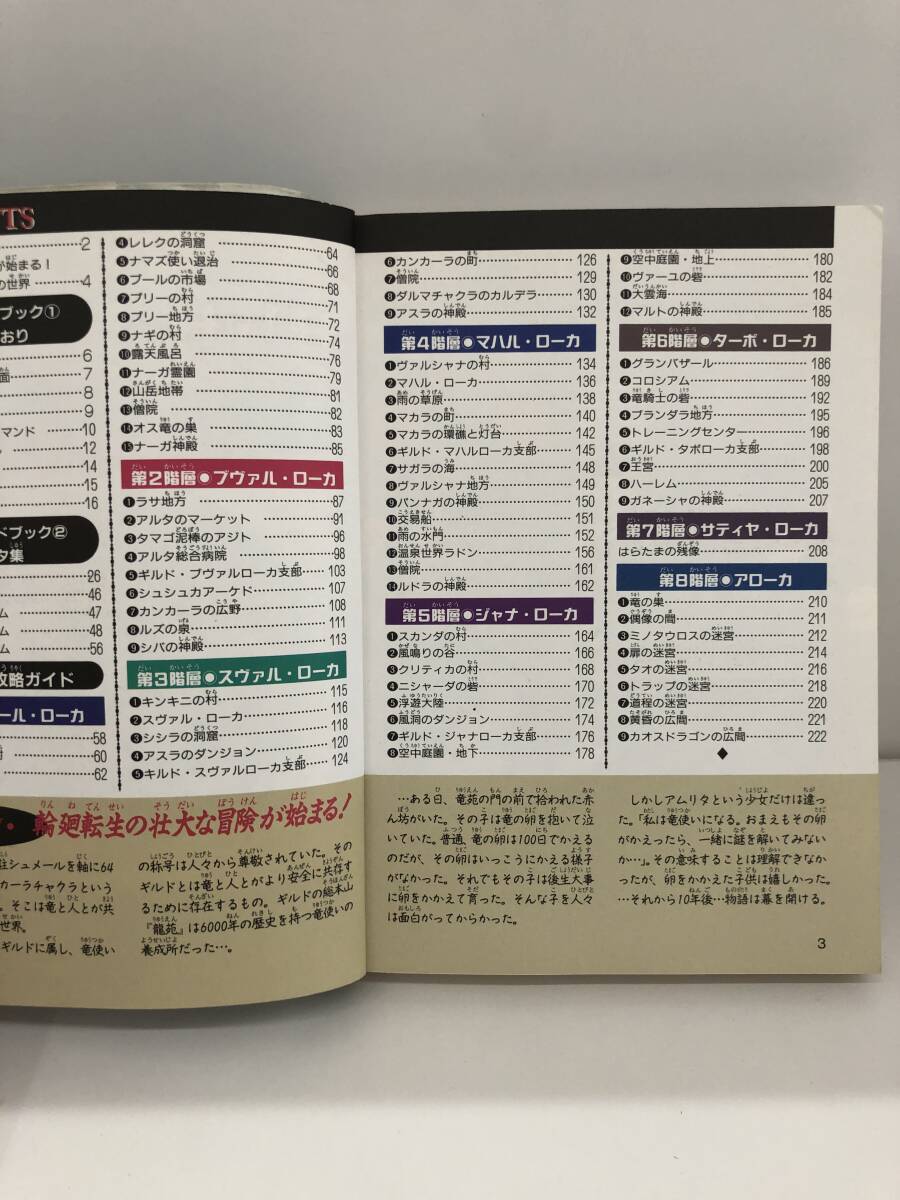 TS
2
が始まる！
の世界 4
ブック①
おり
6
面 7
8
9
マンド 10
12
14
15
16
ドブック②
タ集
26
46
ム 47
ム 48
ム 56
攻略ガイド
ール・ローカ
58
村 60
62
④レレクの洞窟 64
⑤ナマズ使い退治 66
⑥プールの市場 68
⑦プリーの村 71
⑧プリー地方 72
⑨ナギの村 74
⑩露天風呂 76
⑪ナーガ霊園 79
⑫山岳地帯 81
⑬僧院 82
⑭オス竜の巣 83
⑮ナーガ神殿 85
第2階層●ブヴァル・ローカ
①ラサ地方 87
②アルタのマーケット 91
③タマゴ泥棒のアジト 96
④アルタ総合病院 98
⑤ギルド・ブヴァルローカ支部 103
⑥シュシュカアーケド 107
⑦カンカーラの広野 108
⑧ルズの泉 111
⑨シバの神殿 113
第3階層●スヴァル・ローカ
①キンキニの村 115
②スヴァル・ローカ 116
③シシラの洞窟 118
④アスラのダンジョン 120
⑤ギルド・スヴァルローカ支部 124
⑥カンカーラの町 126
⑦僧院 129
⑧ダルマチャクラのカルデラ 130
⑨アスラの神殿 132
第4階層●マハル・ローカ
①ヴァルシャナの村 134
②マハル・ローカ 136
③雨の草原 138
④マカラの町 140
⑤マカラの環礁と灯台 142
⑥ギルド・マハルローカ支部 145
⑦サガラの海 148
⑧ヴァルシャナ地方 149
⑨バンナガの神殿 150
⑩交易船 151
⑪雨の水門 152
⑫温泉世界ラドン 156
⑬僧院 161
⑭ルドラの神殿 162
第5階層●ジャナ・ローカ
①スカンダの村 164
②風鳴りの谷 166
③クリティカの村 168
④ニシャーダの砦 170
⑤浮遊大陸 172
⑥風洞のダンジョン 174
⑦ギルド・ジャナローカ支部 176
⑧空中庭園・地下 178
⑨空中庭園・地上 180
⑩ヴァーユの砦 182
⑪大雲海 184
⑫マルトの神殿 185
第6階層●ターポ・ローカ
①グランバザール 186
②コロシアム 189
③竜騎士の砦 192
④プランダラ地方 195
⑤トレーニングセンター 196
⑥ギルド・タポローカ支部 198
⑦王宮 200
⑧ハーレム 205
⑨ガネーシャの神殿 207
第7階層●サティヤ・ローカ
はらたまの残像 208
第8階層●アローカ
①竜の巣 210
②偶像の間 211
③ミノタウロスの迷宮 212
④扉の迷宮 214
⑤タオの迷宮 216
⑥トラップの迷宮 218
⑦道程の迷宮 220
⑧黄昏の広間 221
⑨カオスドラゴンの広間 222
◆
輪廻転生の壮大な冒険が始まる！
柱シュメールを軸に64
カーラチャクラという
。そこは竜と人とが共
世界。
ギルドに属し、竜使い
の称号は人々から尊敬されていた。その
ギルドとは竜と人とがより安全に共存す
るために存在するもの。ギルドの総本山
『龍苑』は6000年の歴史を持つ竜使いの
養成所だった…。
…ある日、竜苑の門の前で拾われた赤
ん坊がいた。その子は竜の卵を抱いて泣
いていた。普通、竜の卵は100日でかえる
のだが、その卵はいっこうにかえる様子
がなかった。それでもその子は後生大事
に卵をかかえて育った。そんな子を人々
は面白がってからかった。
しかしアムリタという少女だけは違っ
た。「私は竜使いになる。おまえもその卵
がかえったら、一緒に謎を解いてみない
か…」。その意味することは理解できなか
ったが、卵をかかえた子供は嬉しかった。
…それから10年後…物語は幕を開ける。
3